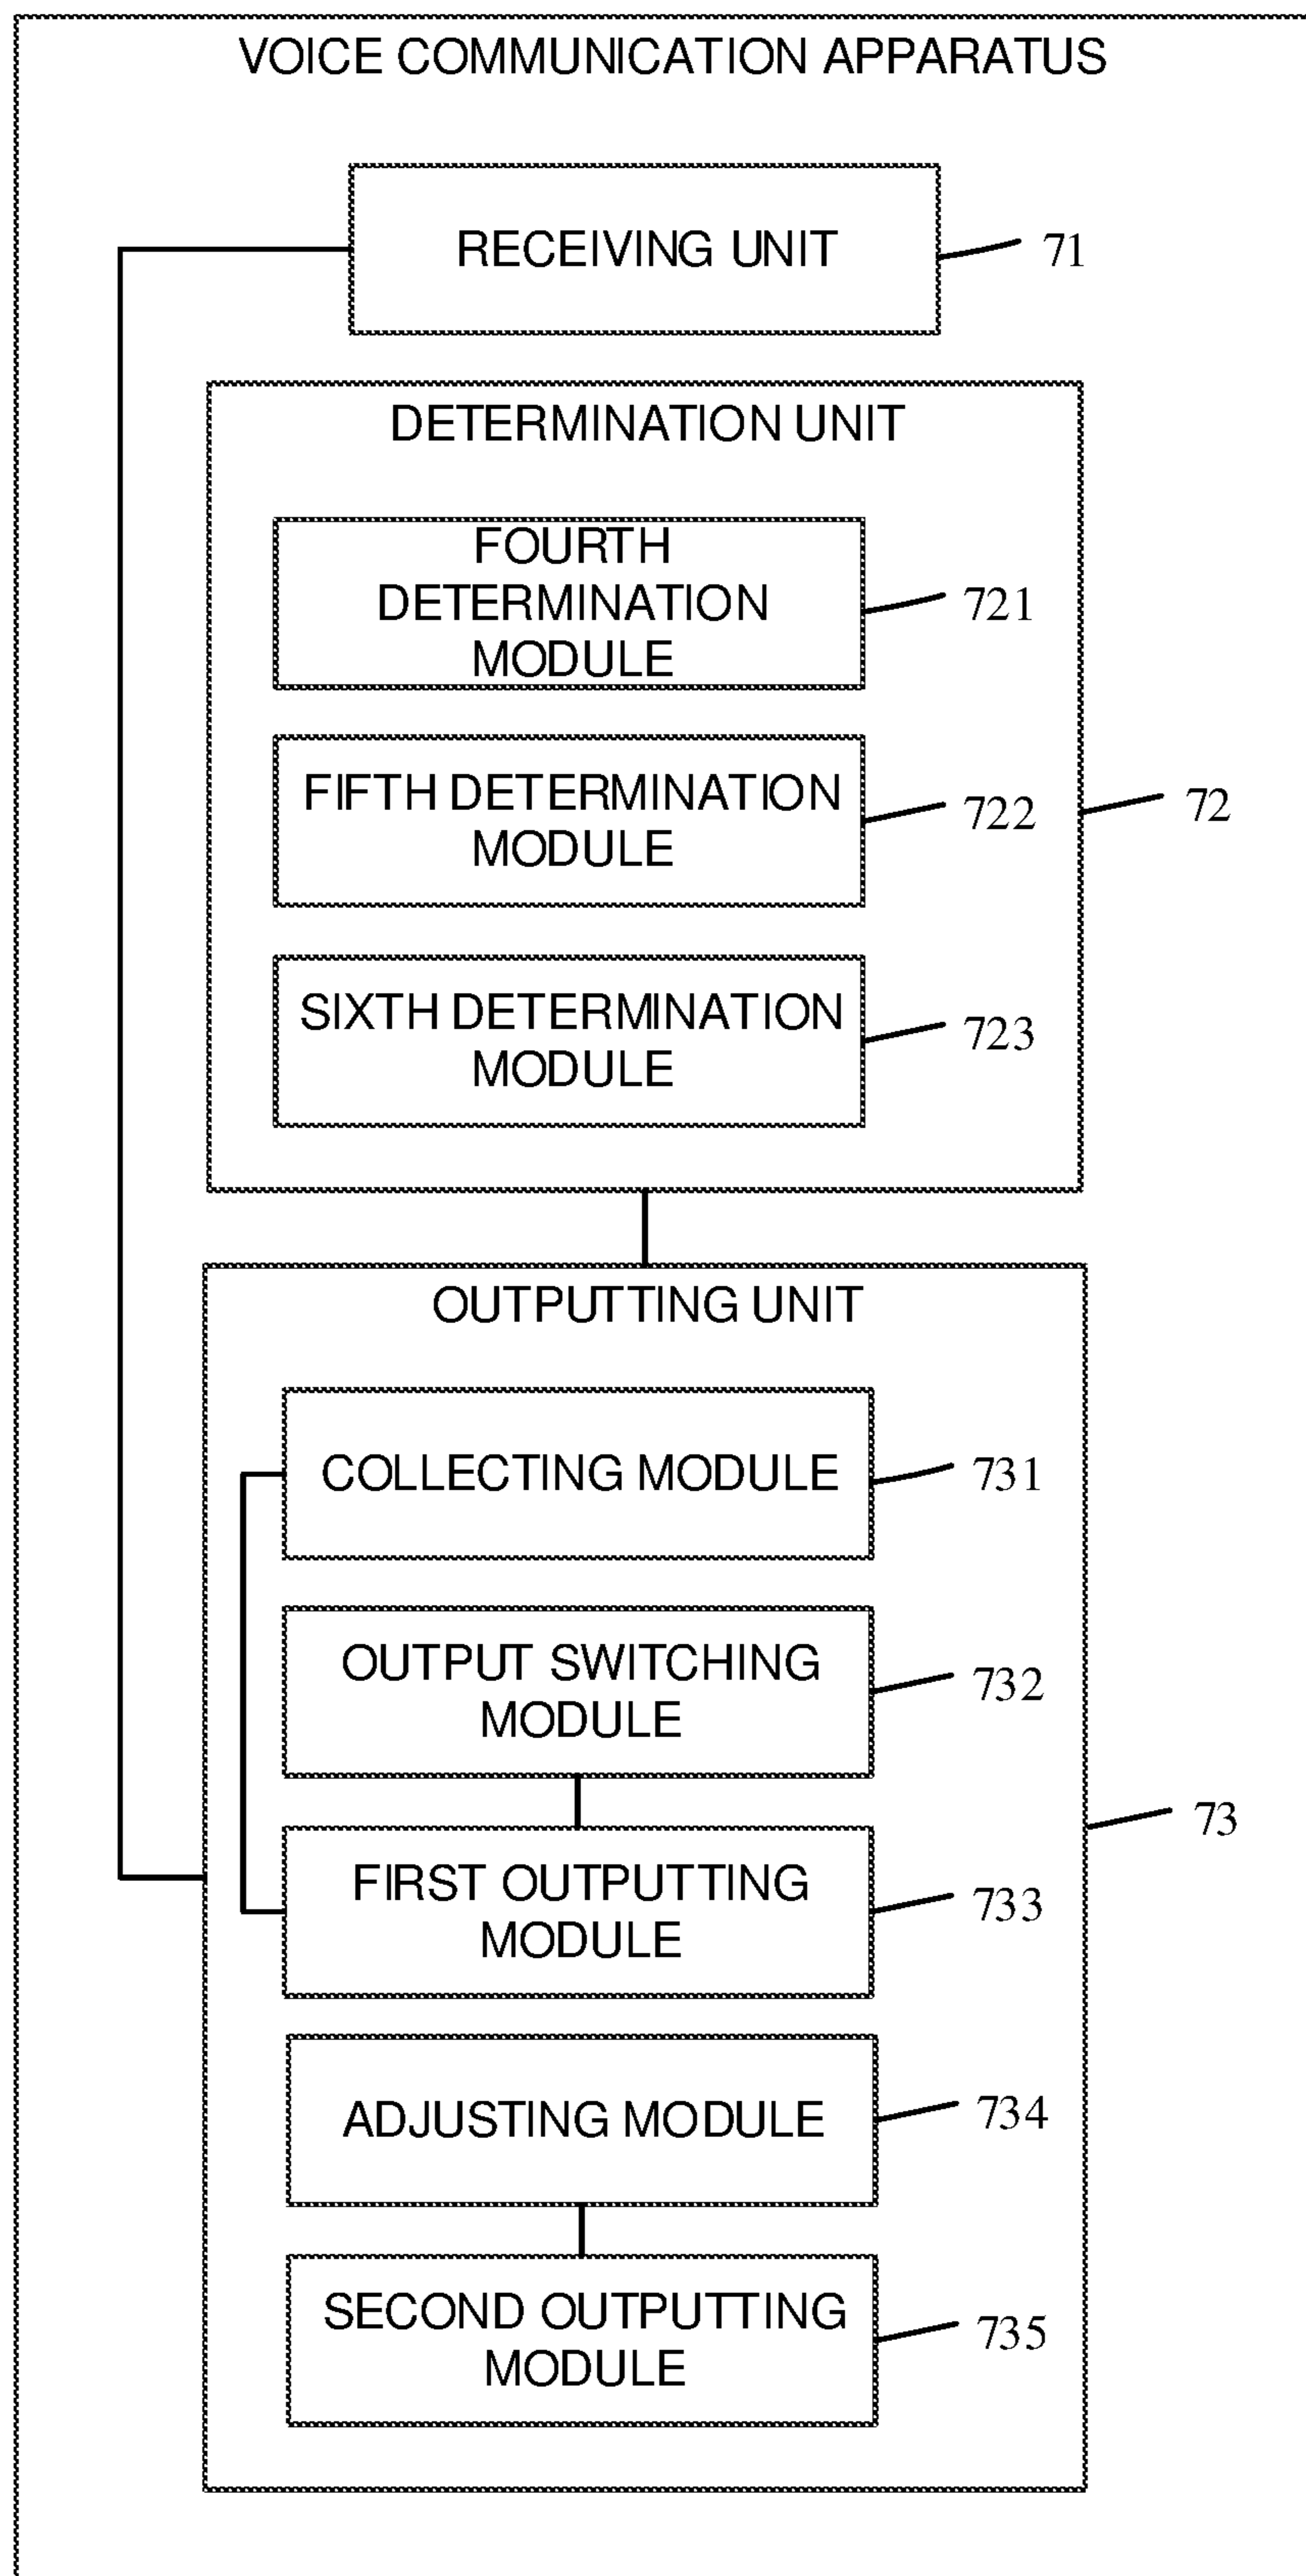 VOICE COMMUNICATION APPARATUS
RECEIVING UNIT
71
DETERMINATION UNIT
FOURTH
DETERMINATION
MODULE
721
FIFTH DETERMINATION
MODULE
722
72
SIXTH DETERMINATION
MODULE
723
OUTPUTTING UNIT
COLLECTING MODULE
731
OUTPUT SWITCHING
MODULE
732
73
FIRST OUTPUTTING
MODULE
733
ADJUSTING MODULE
734
SECOND OUTPUTTING
MODULE
735